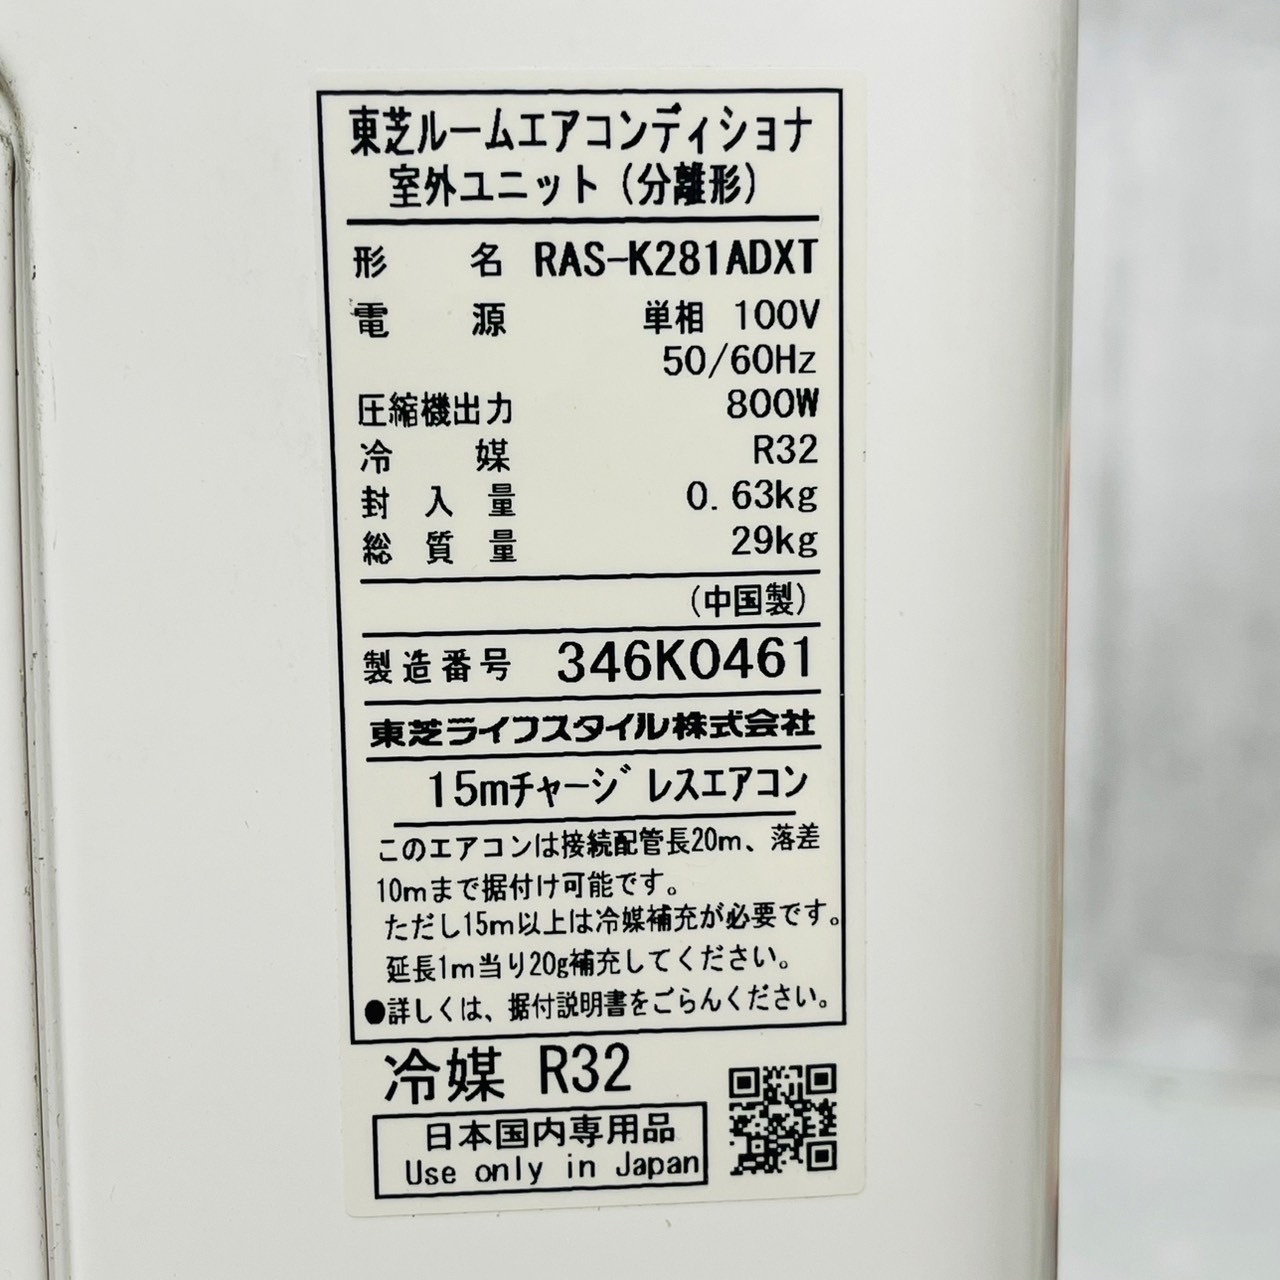 東芝ルームエアコンディショナ
室外ユニット（分離形）
形名 RAS-K281ADXT
電源 単相 100V
50/60Hz
圧縮機出力 800W
冷媒 R32
封入量 0.63kg
総質量 29kg
（中国製）
製造番号 346K0461
東芝ライフスタイル株式会社
15mチャージレスエアコン
このエアコンは接続配管長20m、落差
10mまで据付け可能です。
ただし15m以上は冷媒補充が必要です。
延長1m当り20g補充してください。
●詳しくは、据付説明書をごらんください。
冷媒 R32
日本国内専用品
Use only in Japan